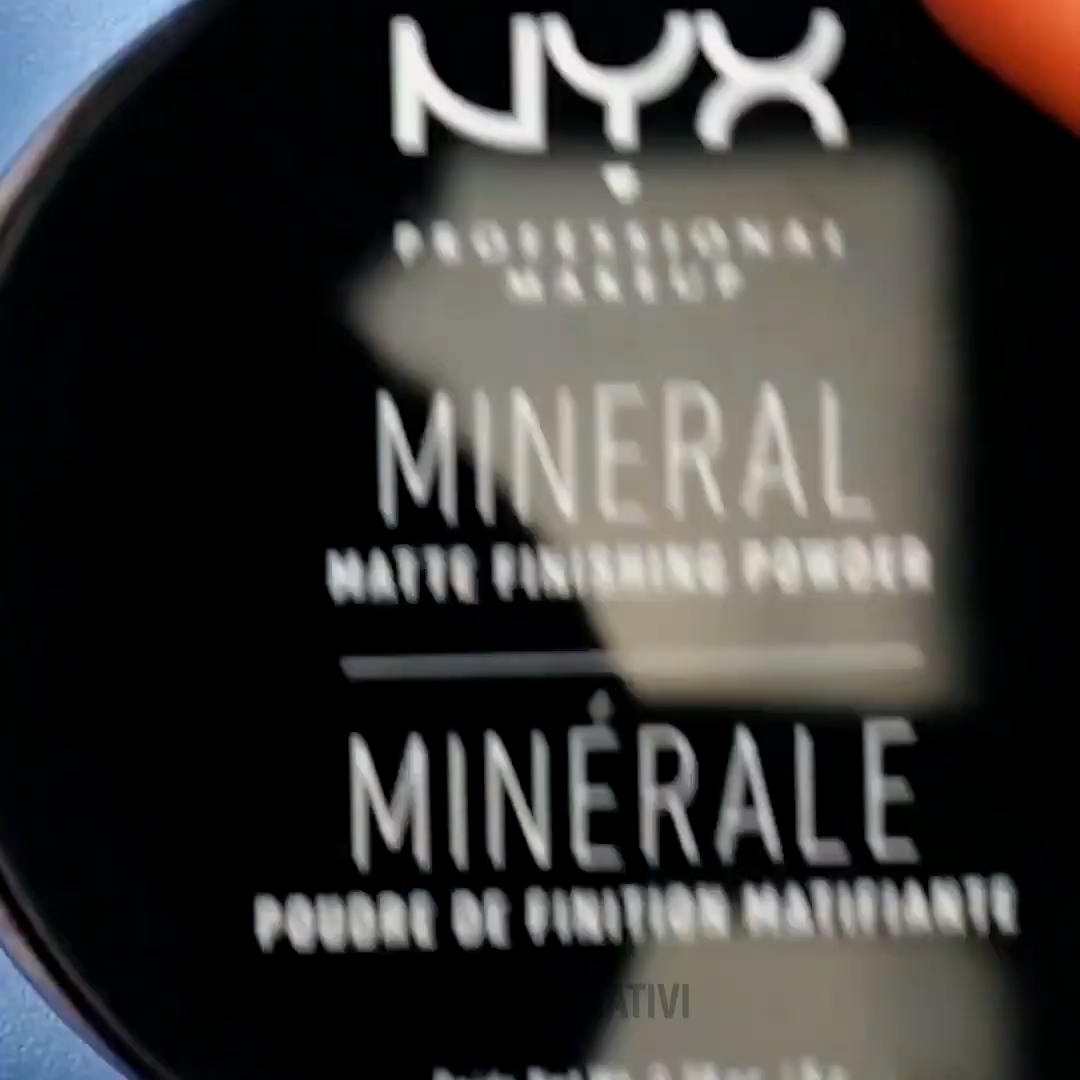 NYX
PROFESSIONAL
MAKEUP
MINERAL
MATTE FINISHING POWDER
MINÉRALE
POUDRE DE FINITION MATIFIANTE